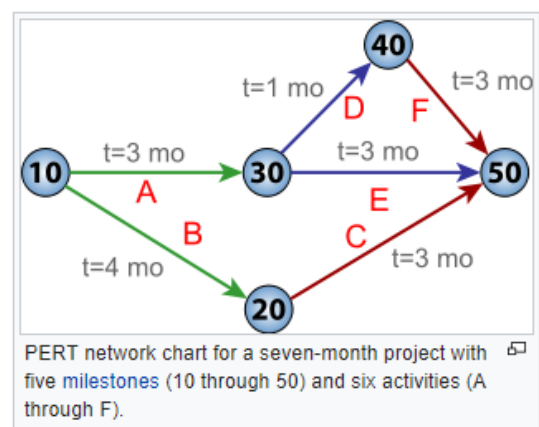 40
t=1 mo
t=3 mo
D
F
t=3 mo
t=3 mo
10
30
50
A
E
B
C
t=4 mo
t=3 mo
20
PERT network chart for a seven-month project with
five milestones (10 through 50) and six activities (A
through F).